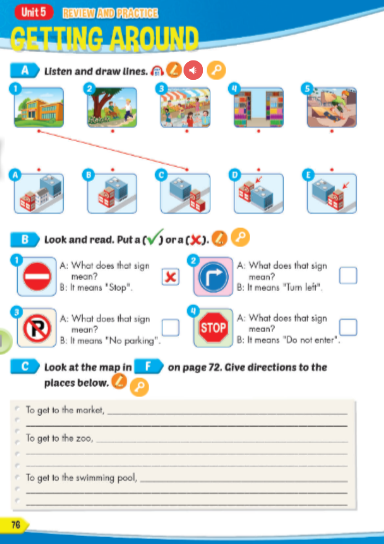 Unit 5 REVIEW AND PRACTICE
GETTING AROUND
A Listen and draw lines.
1 2 3 4 5
A B C D E
B Look and read. Put a (✓) or a (✗).
1
A: What does that sign
mean?
B: It means "Stop".
2
A: What does that sign
mean?
B: It means "Turn left".
3
A: What does that sign
mean?
B: It means "No parking".
4
STOP
A: What does that sign
mean?
B: It means "Do not enter".
C Look at the map in F on page 72. Give directions to the
places below.
To get to the market,
To get to the zoo,
To get to the swimming pool,
76